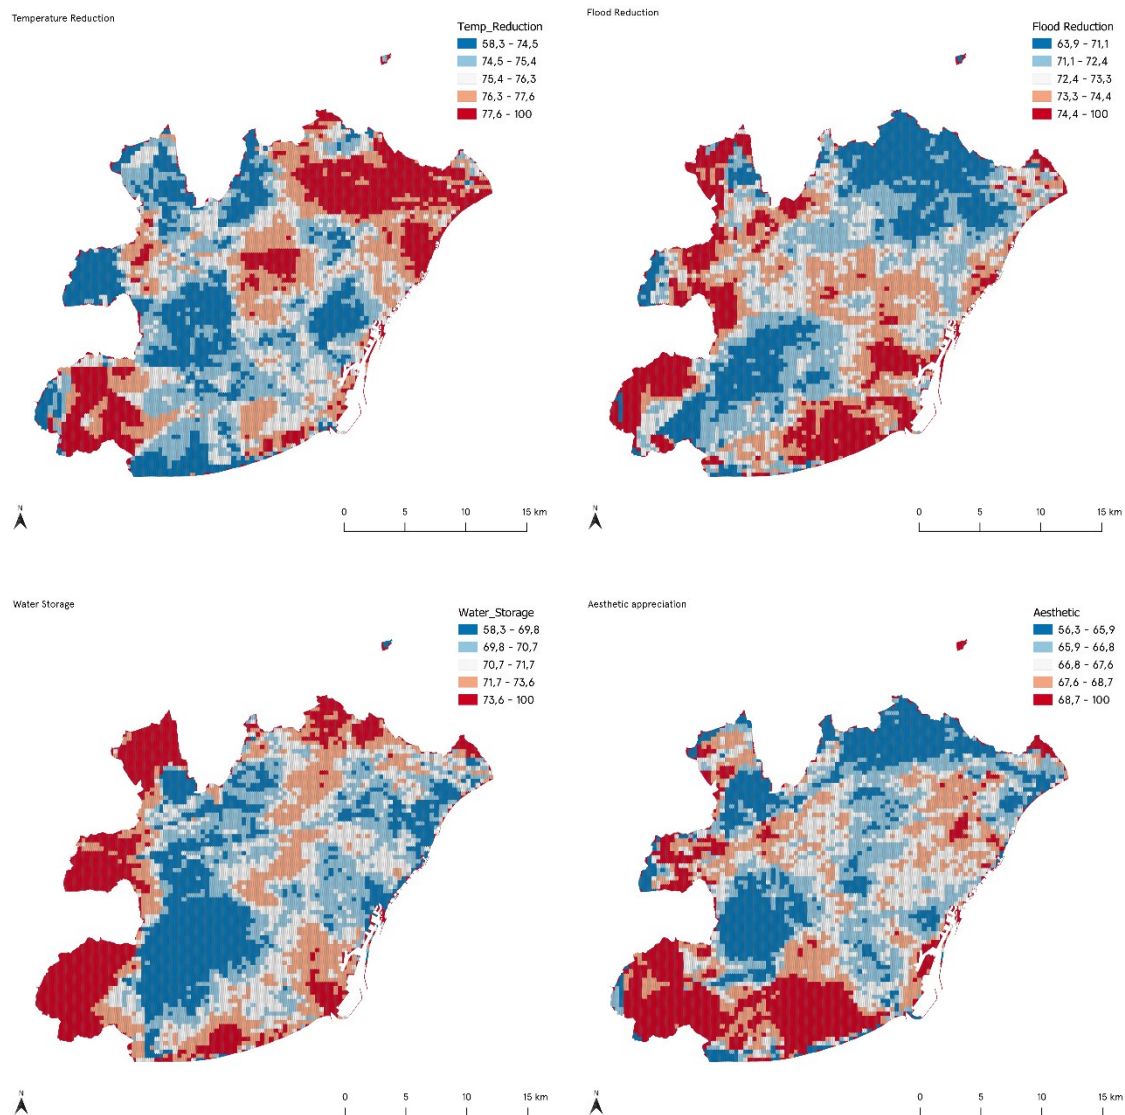 Temperature Reduction
Temp_Reduction
58,3 - 74,5
74,5 - 75,4
75,4 - 76,3
76,3 - 77,6
77,6 - 100
N
0 5 10 15 km
Flood Reduction
Flood Reduction
63,9 - 71,1
71,1 - 72,4
72,4 - 73,3
73,3 - 74,4
74,4 - 100
N
0 5 10 15 km
Water Storage
Water_Storage
58,3 - 69,8
69,8 - 70,7
70,7 - 71,7
71,7 - 73,6
73,6 - 100
N
0 5 10 15 km
Aesthetic appreciation
Aesthetic
56,3 - 65,9
65,9 - 66,8
66,8 - 67,6
67,6 - 68,7
68,7 - 100
N
0 5 10 15 km